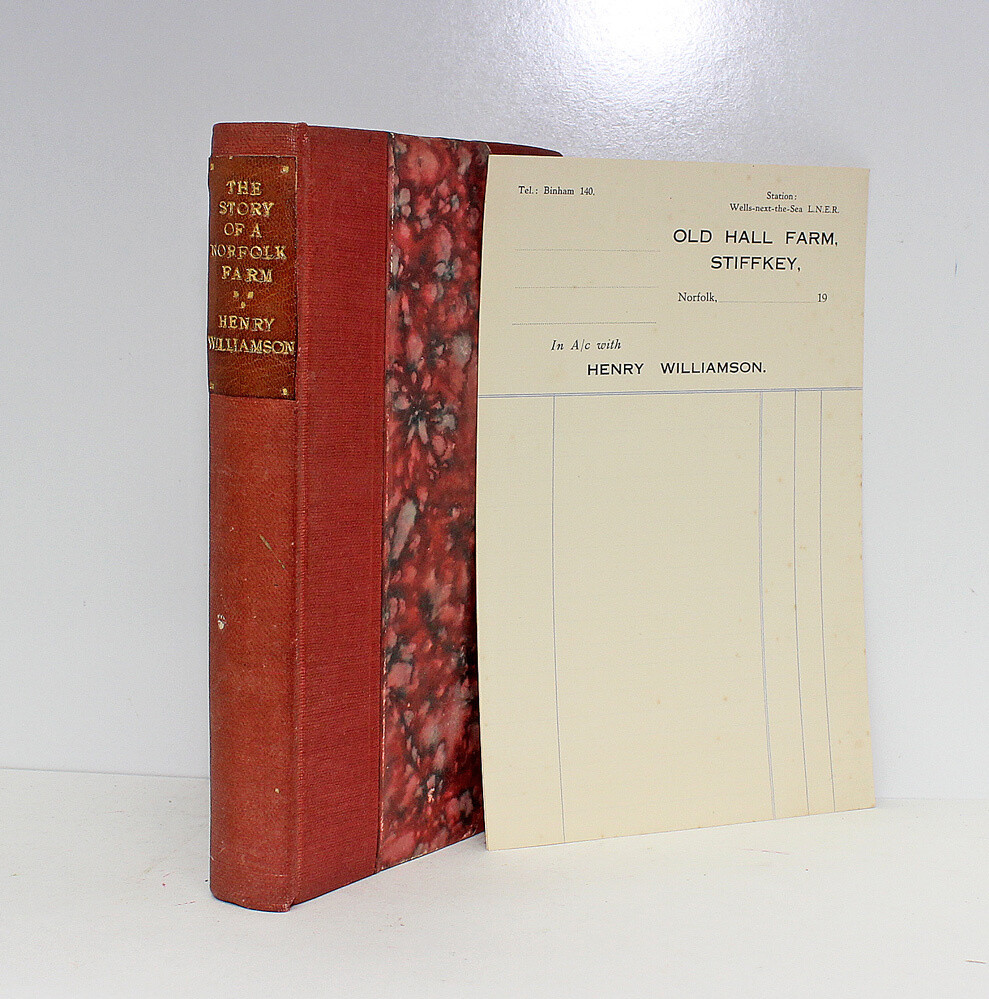 THE
STORY
OF A
NORFOLK
FARM
HENRY
WILLIAMSON
Tel.: Binham 140.
Station:
Wells-next-the-Sea L.N.E.R.
OLD HALL FARM,
STIFFKEY,
Norfolk, 19
In A/c with
HENRY WILLIAMSON.